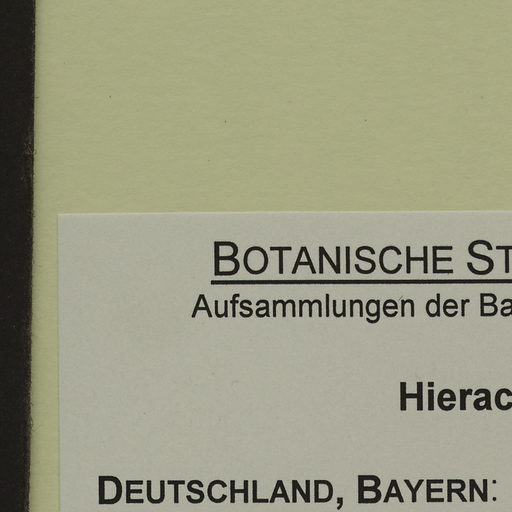 BOTANISCHE ST
Aufsammlungen der Ba
Hierac
DEUTSCHLAND, BAYERN: